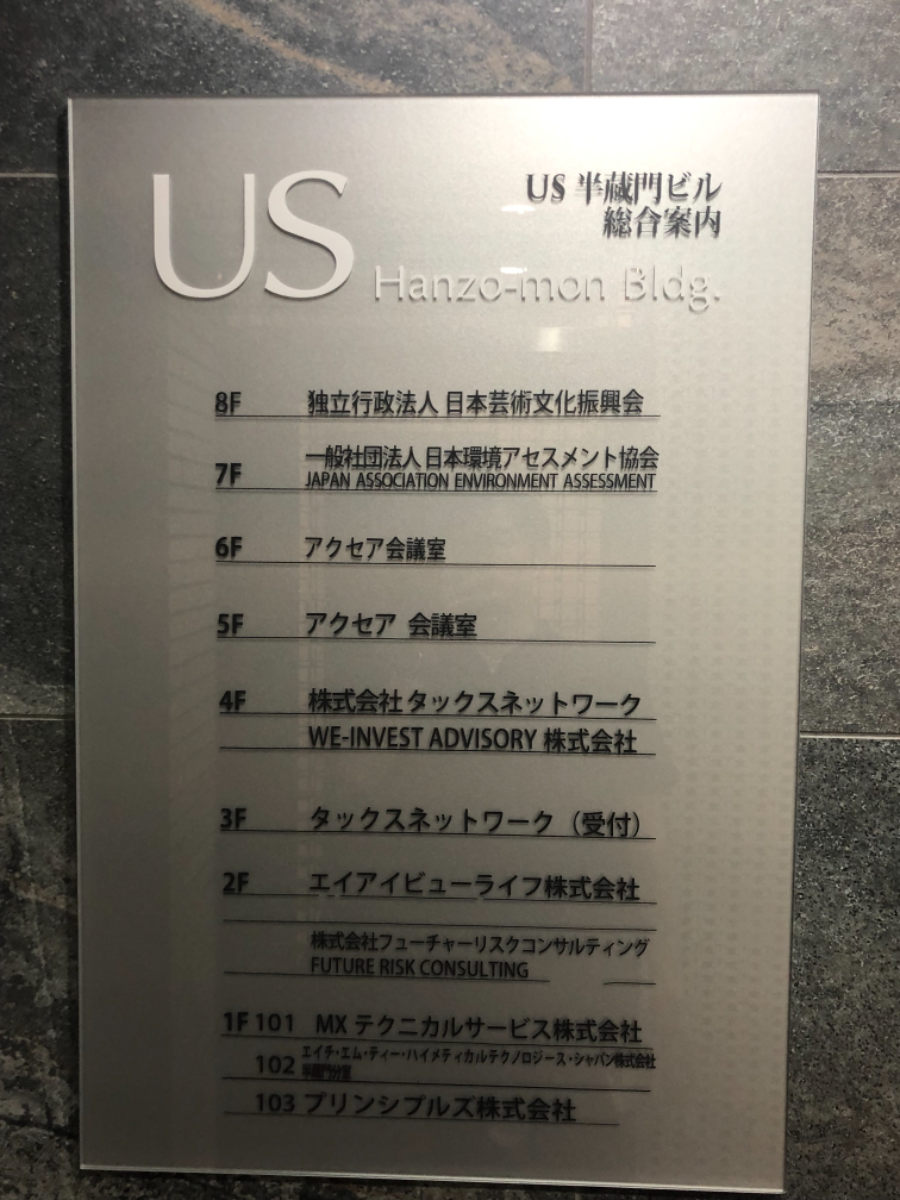 US
US 半蔵門ビル
総合案内
Hanzo-mon Bldg.
8F 独立行政法人 日本芸術文化振興会
7F 一般社団法人 日本環境アセスメント協会
JAPAN ASSOCIATION ENVIRONMENT ASSESSMENT
6F アクセア会議室
5F アクセア 会議室
4F 株式会社 タックスネットワーク
WE-INVEST ADVISORY 株式会社
3F タックスネットワーク （受付）
2F エイアイビューライフ株式会社
株式会社フューチャーリスクコンサルティング
FUTURE RISK CONSULTING
1F 101 MX テクニカルサービス株式会社
102 エイチ・エム・ティー・ハイメディカルテクノロジーズ・ジャパン株式会社
半蔵門分室
103 プリンシプルズ株式会社